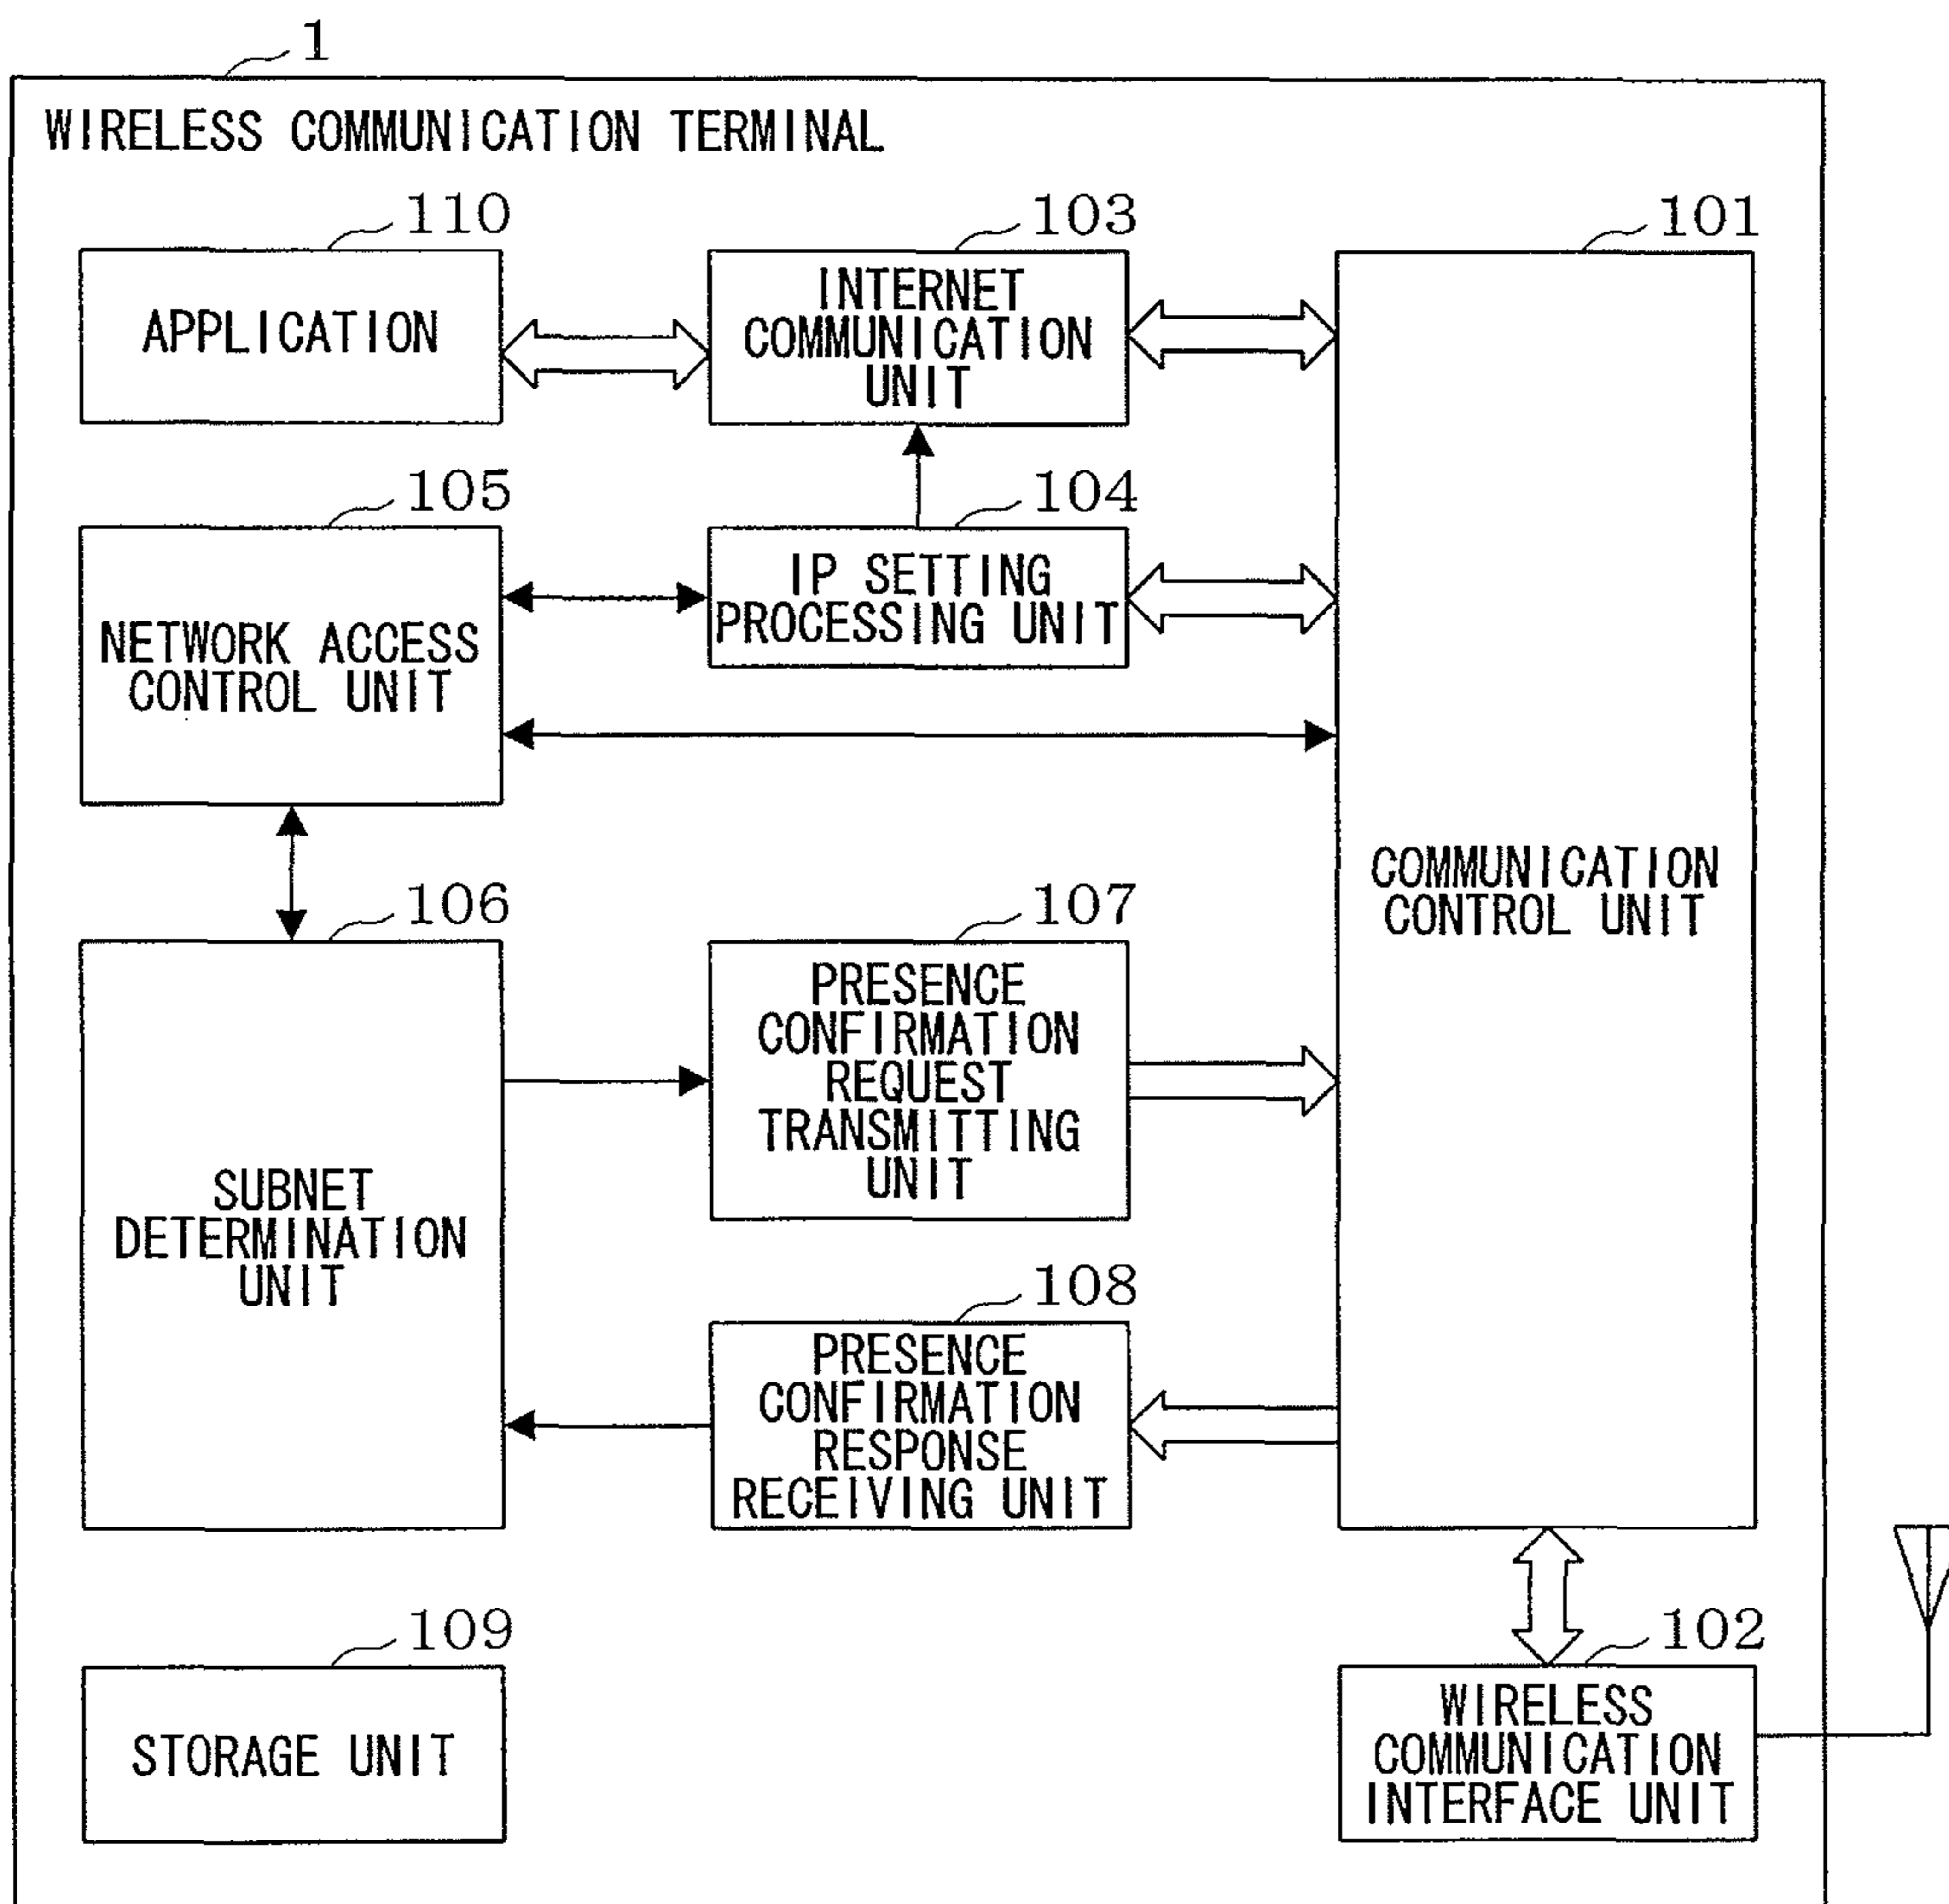 1
WIRELESS COMMUNICATION TERMINAL
110
APPLICATION
103
INTERNET
COMMUNICATION
UNIT
101
COMMUNICATION
CONTROL UNIT
105
NETWORK ACCESS
CONTROL UNIT
104
IP SETTING
PROCESSING UNIT
106
SUBNET
DETERMINATION
UNIT
107
PRESENCE
CONFIRMATION
REQUEST
TRANSMITTING
UNIT
108
PRESENCE
CONFIRMATION
RESPONSE
RECEIVING UNIT
109
STORAGE UNIT
102
WIRELESS
COMMUNICATION
INTERFACE UNIT